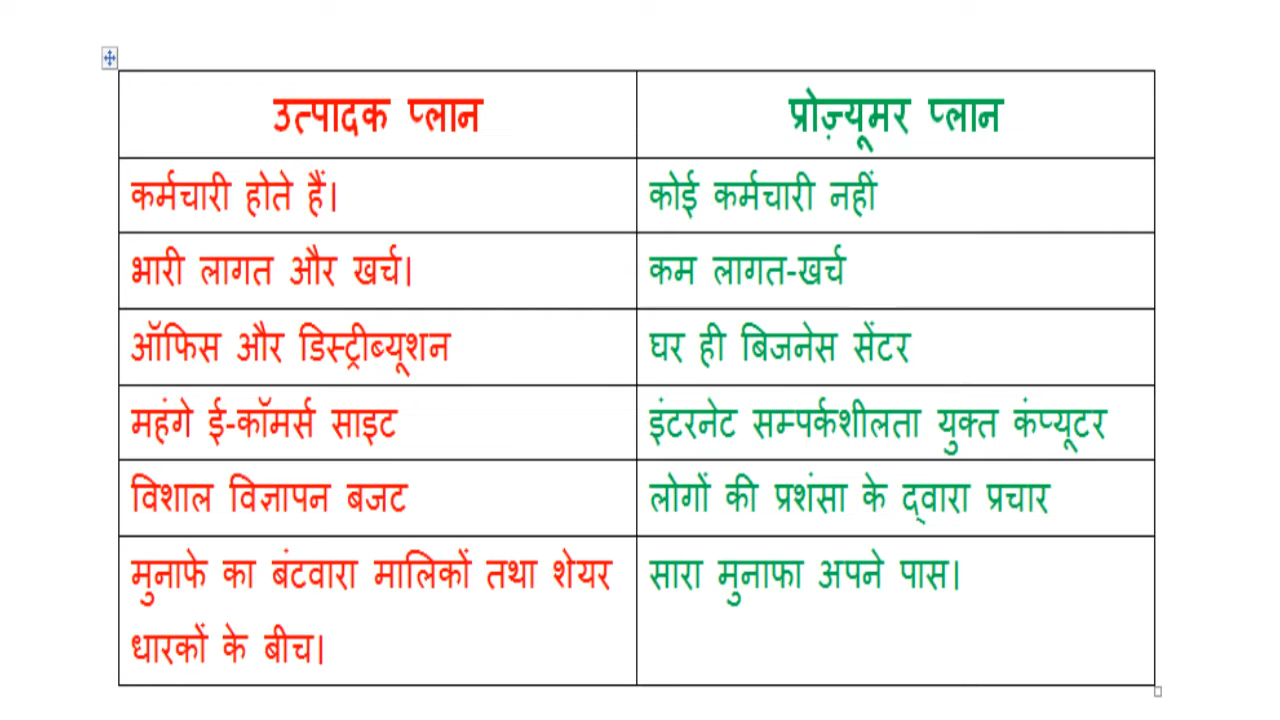 उत्पादक प्लान
प्रोज़्यूमर प्लान
कर्मचारी होते हैं।
कोई कर्मचारी नहीं
भारी लागत और खर्च।
कम लागत-खर्च
ऑफिस और डिस्ट्रीब्यूशन
घर ही बिजनेस सेंटर
महंगे ई-कॉमर्स साइट
इंटरनेट सम्पर्कशीलता युक्त कंप्यूटर
विशाल विज्ञापन बजट
लोगों की प्रशंसा के द्वारा प्रचार
मुनाफे का बंटवारा मालिकों तथा शेयर
धारकों के बीच।
सारा मुनाफा अपने पास।